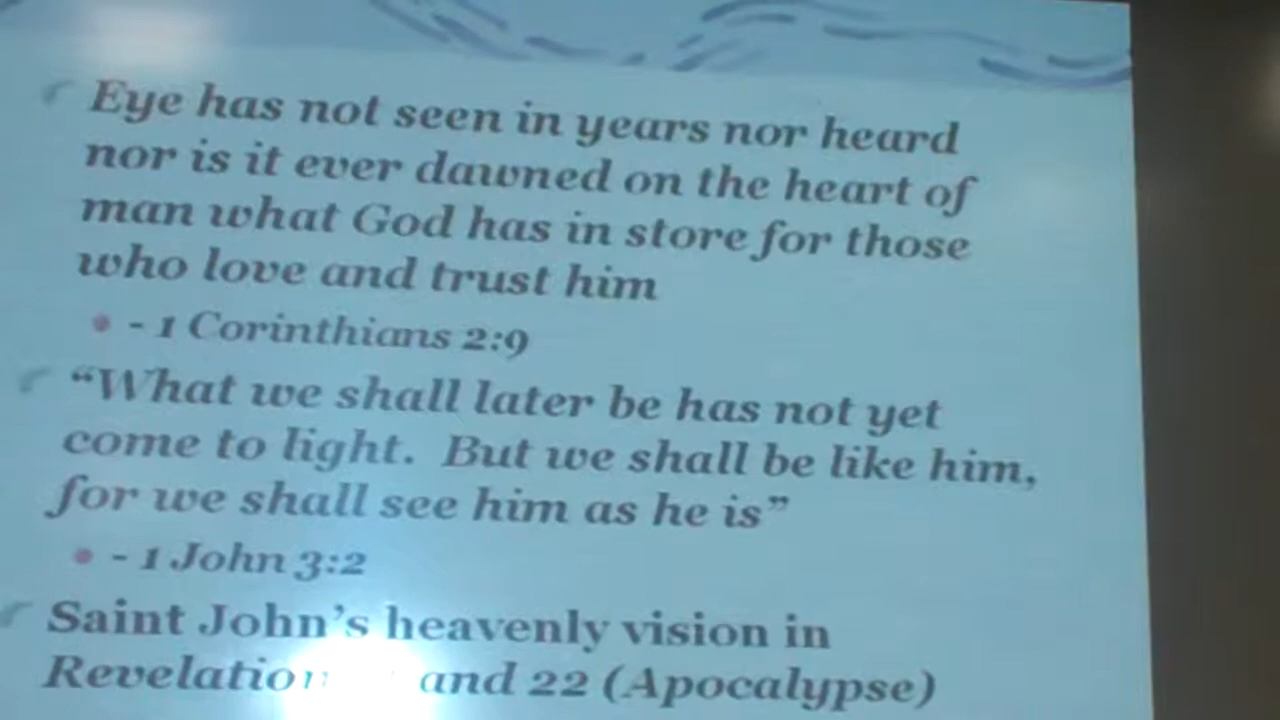 Eye has not seen in years nor heard
nor is it ever dawned on the heart of
man what God has in store for those
who love and trust him
- 1 Corinthians 2:9
“What we shall later be has not yet
come to light. But we shall be like him,
for we shall see him as he is”
- 1 John 3:2
Saint John’s heavenly vision in
Revelation and 22 (Apocalypse)